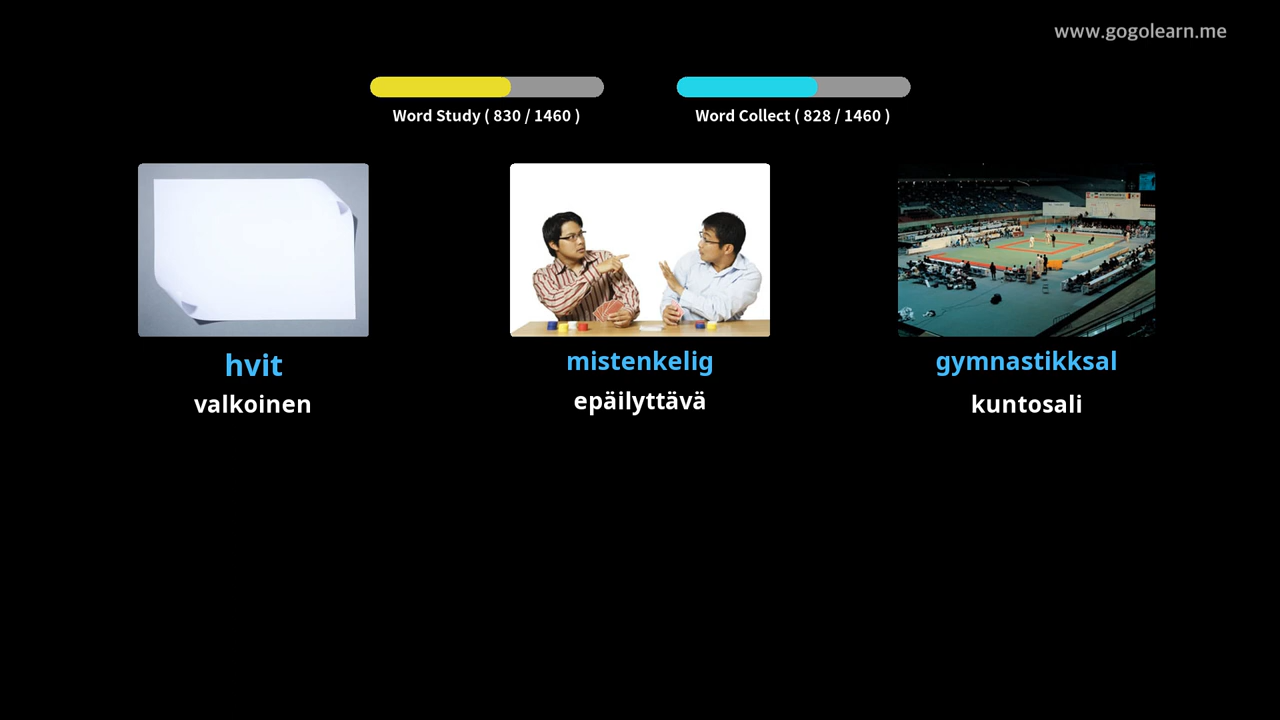 www.gogolearn.me
Word Study ( 830 / 1460 )
Word Collect ( 828 / 1460 )
hvit
mistenkelig
gymnastikksal
valkoinen
epäilyttävä
kuntosali